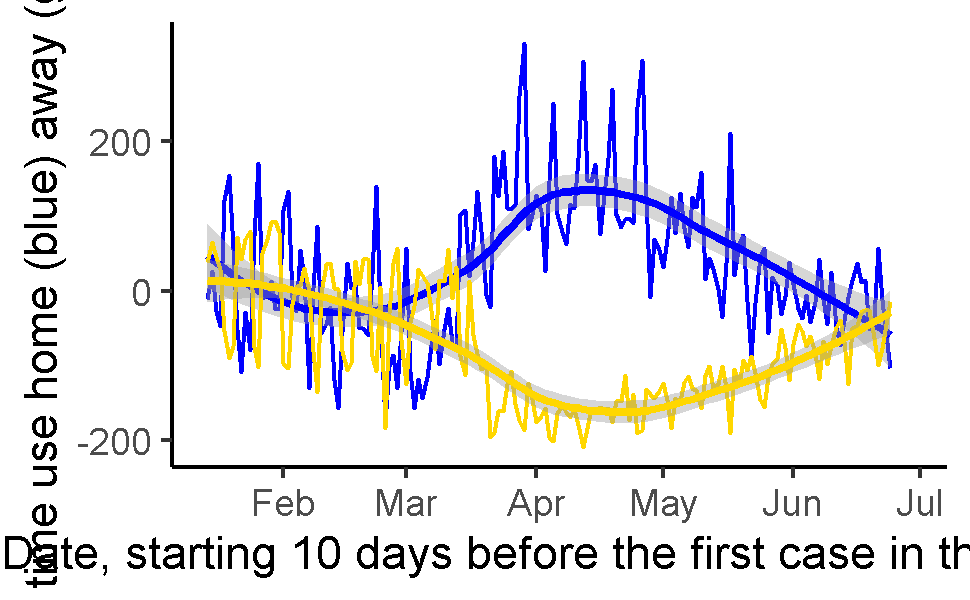 time use home (blue) away (
200
0
-200
Feb Mar Apr May Jun Jul
Date, starting 10 days before the first case in th